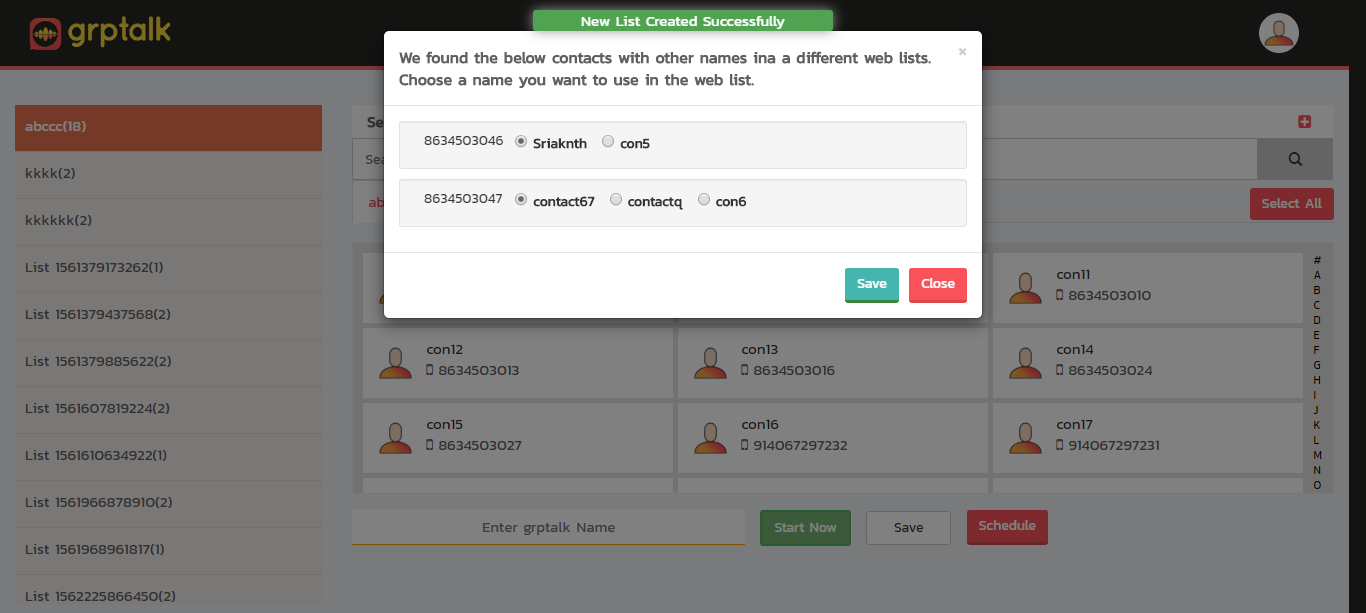 New List Created Successfully
grptalk
We found the below contacts with other names ina a different web lists.
Choose a name you want to use in the web list.
×
8634503046 Sriaknth con5
8634503047 contact67 contactq con6
Save Close
abccc(18)
kkkk(2)
kkkkkk(2)
List 1561379173262(1)
List 1561379437568(2)
List 1561379885622(2)
List 1561607819224(2)
List 1561610634922(1)
List 1561966878910(2)
List 1561968961817(1)
List 1562225866450(2)
Select All
con11
8634503010
con12
8634503013
con13
8634503016
con14
8634503024
con15
8634503027
con16
914067297232
con17
914067297231
#
A
B
C
D
E
F
G
H
I
J
K
L
M
N
O
Enter grptalk Name
Start Now
Save
Schedule